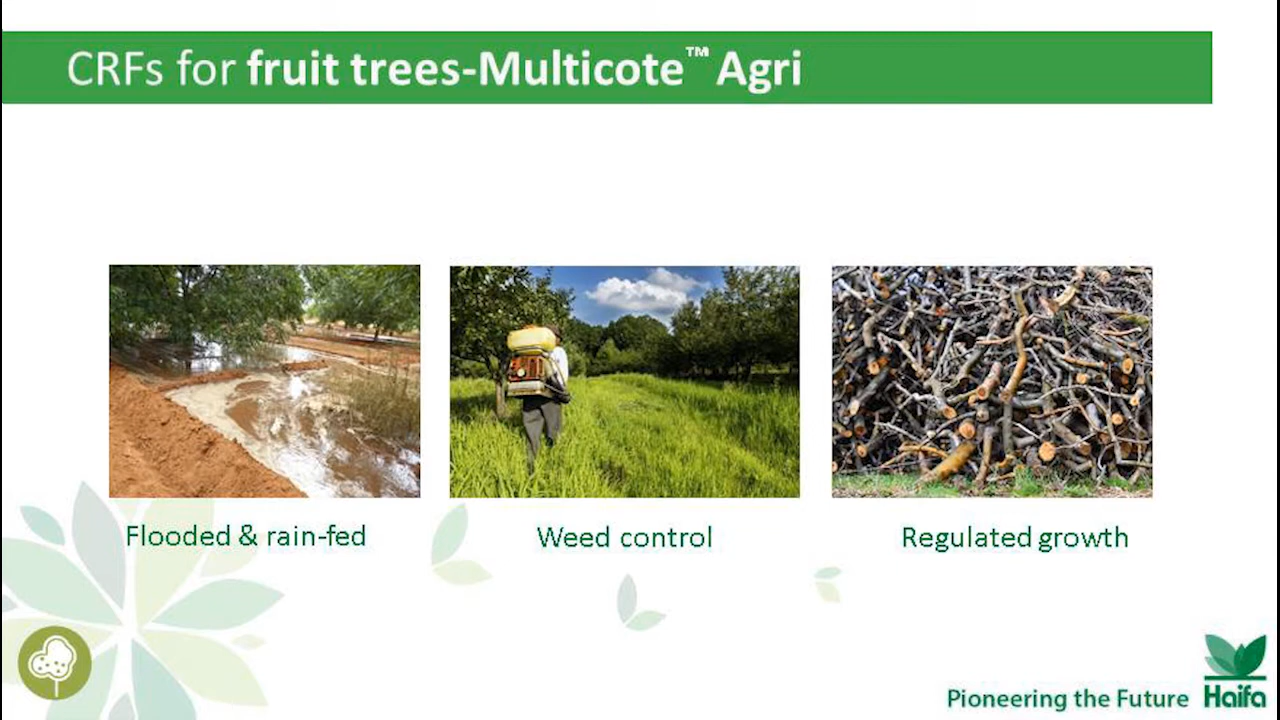 CRFs for fruit trees-Multicote™ Agri
Flooded & rain-fed
Weed control
Regulated growth
Pioneering the Future
Haifa